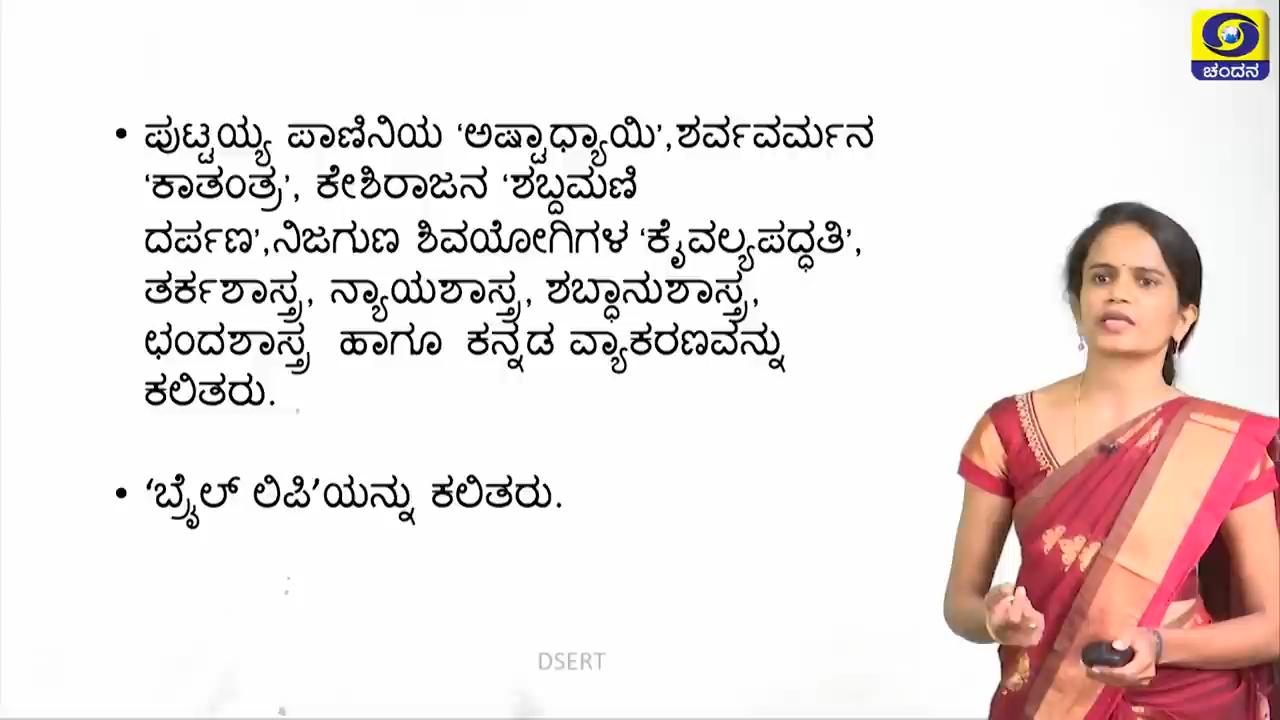 ಚಂದನ
• ಪುಟ್ಟಯ್ಯ ಪಾಣಿನಿಯ ‘ಅಷ್ಟಾಧ್ಯಾಯಿ’,ಶರ್ವವರ್ಮನ
‘ಕಾತಂತ್ರ’, ಕೇಶಿರಾಜನ ‘ಶಬ್ದಮಣಿ
ದರ್ಪಣ’,ನಿಜಗುಣ ಶಿವಯೋಗಿಗಳ ‘ಕೈವಲ್ಯಪದ್ಧತಿ’,
ತರ್ಕಶಾಸ್ತ್ರ, ನ್ಯಾಯಶಾಸ್ತ್ರ, ಶಬ್ಧಾನುಶಾಸ್ತ್ರ,
ಛಂದಶಾಸ್ತ್ರ ಹಾಗೂ ಕನ್ನಡ ವ್ಯಾಕರಣವನ್ನು
ಕಲಿತರು.
• ‘ಬ್ರೈಲ್ ಲಿಪಿ’ಯನ್ನು ಕಲಿತರು.
DSERT